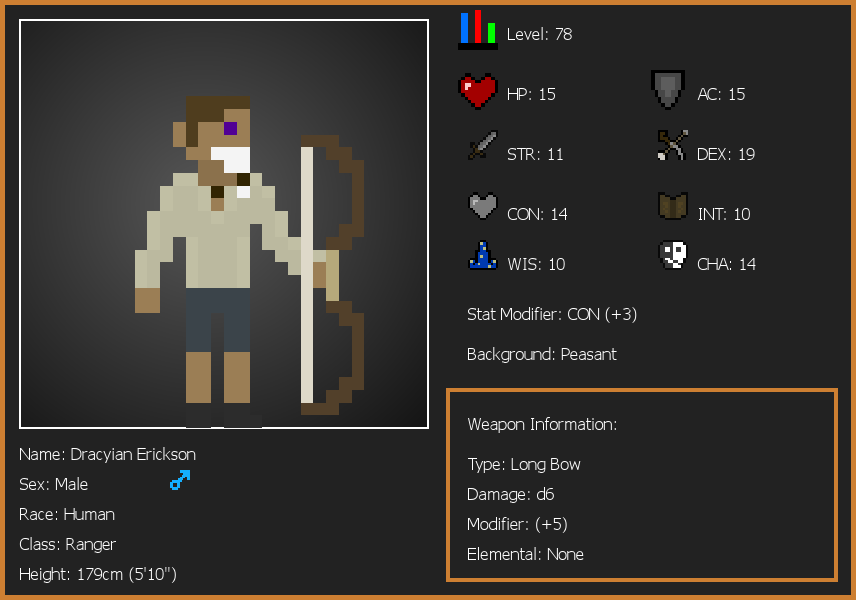 Level: 78
HP: 15
AC: 15
STR: 11
DEX: 19
CON: 14
INT: 10
WIS: 10
CHA: 14
Stat Modifier: CON (+3)
Background: Peasant
Weapon Information:
Type: Long Bow
Damage: d6
Modifier: (+5)
Elemental: None
Name: Dracyian Erickson
Sex: Male
Race: Human
Class: Ranger
Height: 179cm (5'10")